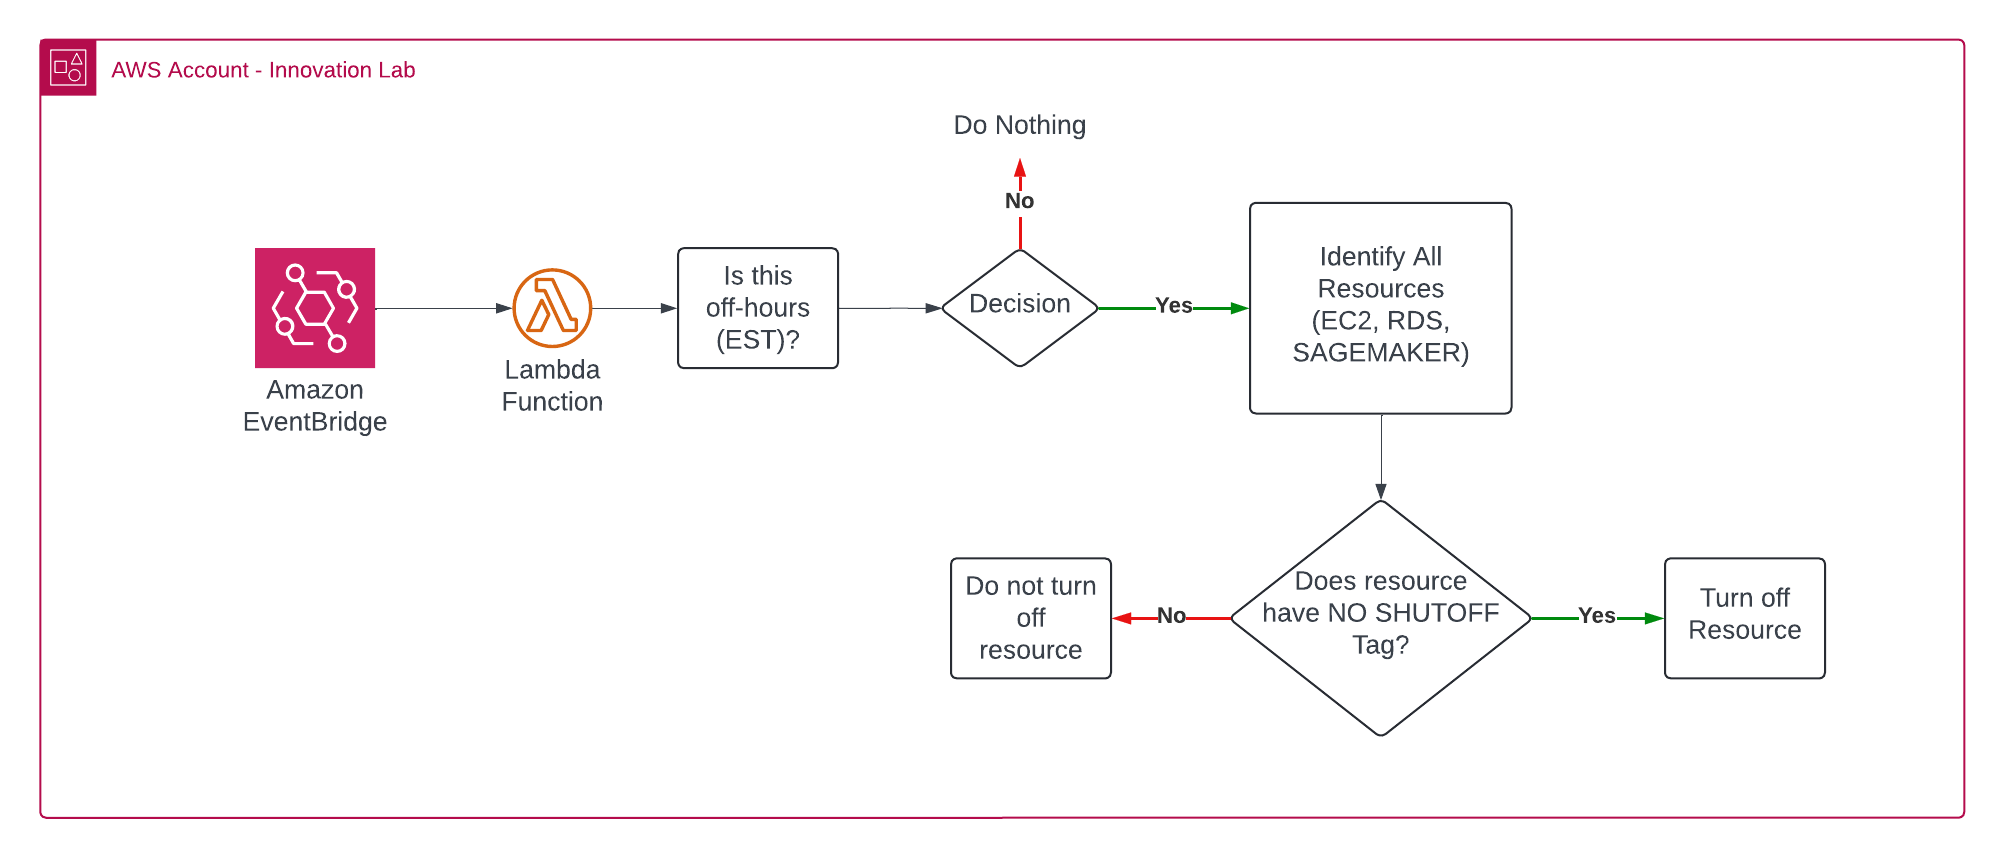 AWS Account - Innovation Lab
Do Nothing
No
Is this
off-hours
(EST)?
Decision
Yes
Identify All
Resources
(EC2, RDS,
SAGEMAKER)
Amazon
EventBridge
Lambda
Function
Do not turn
off
resource
No
Does resource
have NO SHUTOFF
Tag?
Yes
Turn off
Resource